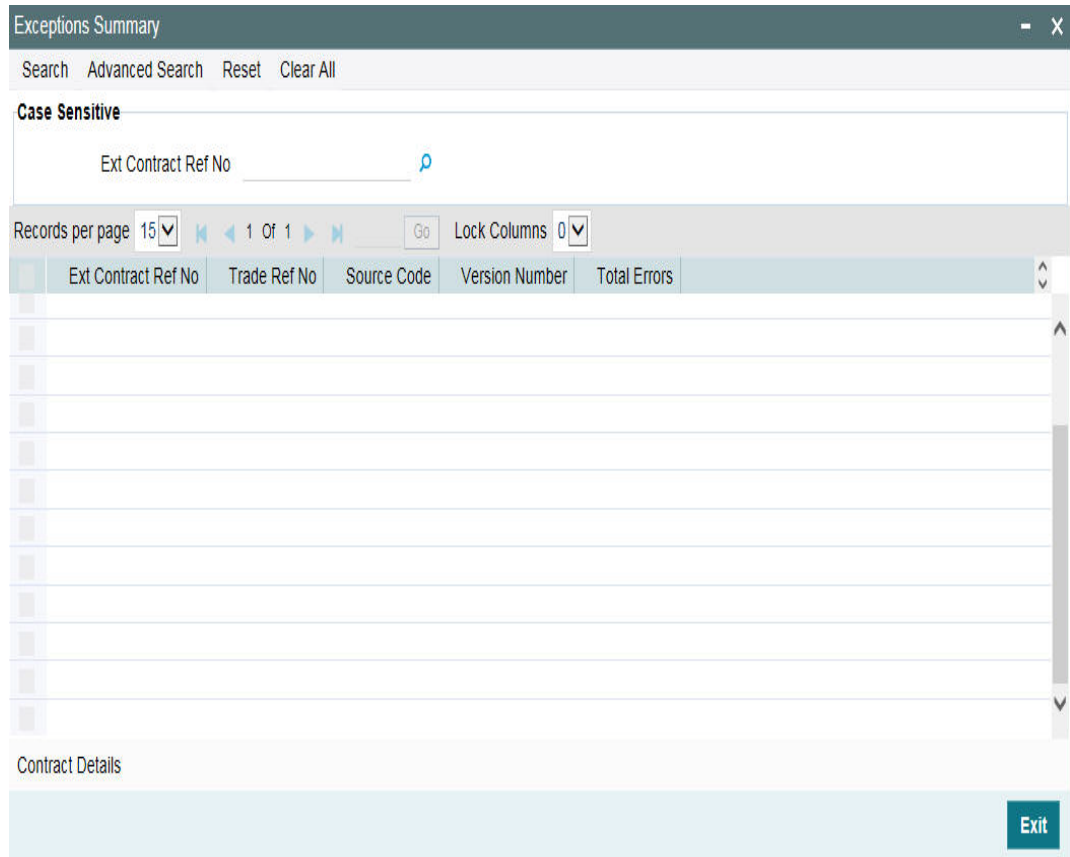 Exceptions Summary
Search Advanced Search Reset Clear All
Case Sensitive
Ext Contract Ref No
Records per page 15 1 Of 1 Go Lock Columns 0
Ext Contract Ref No Trade Ref No Source Code Version Number Total Errors
Contract Details
Exit